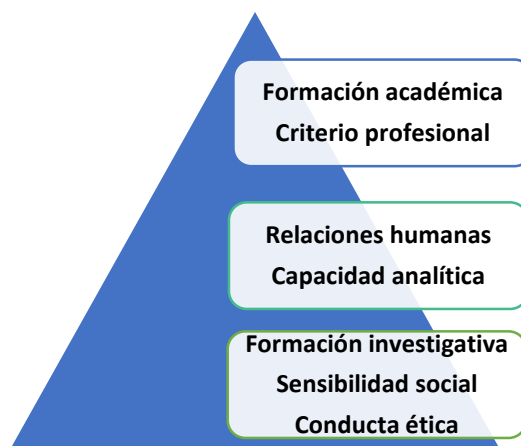 Formación académica
Criterio profesional
Relaciones humanas
Capacidad analítica
Formación investigativa
Sensibilidad social
Conducta ética